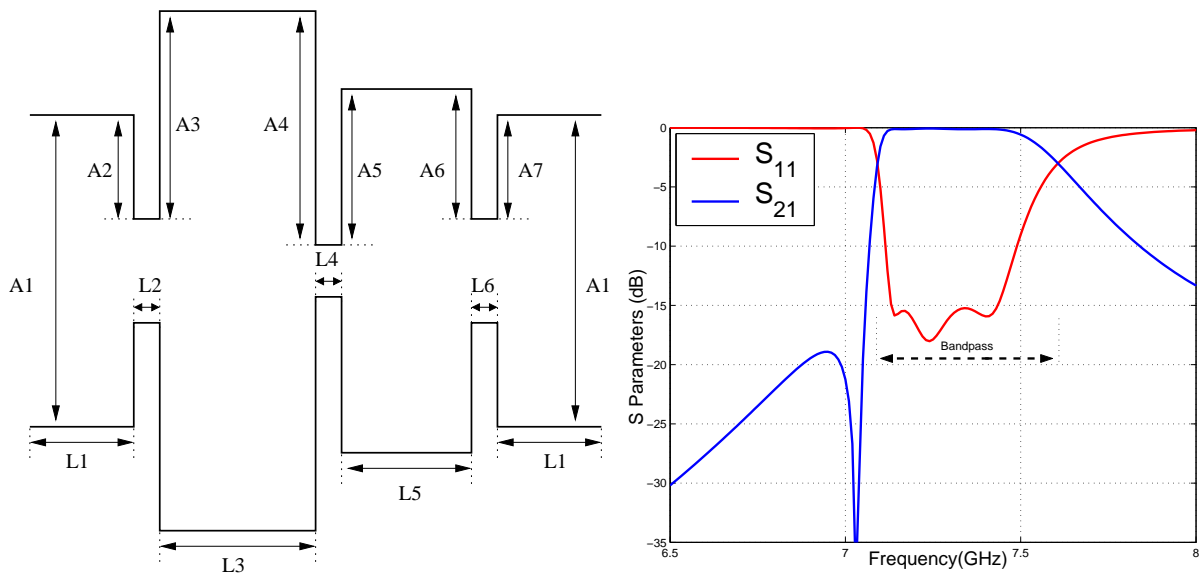 A3
A4
A2
A5
A6
A7
L4
A1
L2
L6
A1
L1
L5
L1
L3
S11
S21
0
−5
−10
−15
−20
−25
−30
−35
Bandpass
S Parameters (dB)
6.5
7
7.5
8
Frequency(GHz)